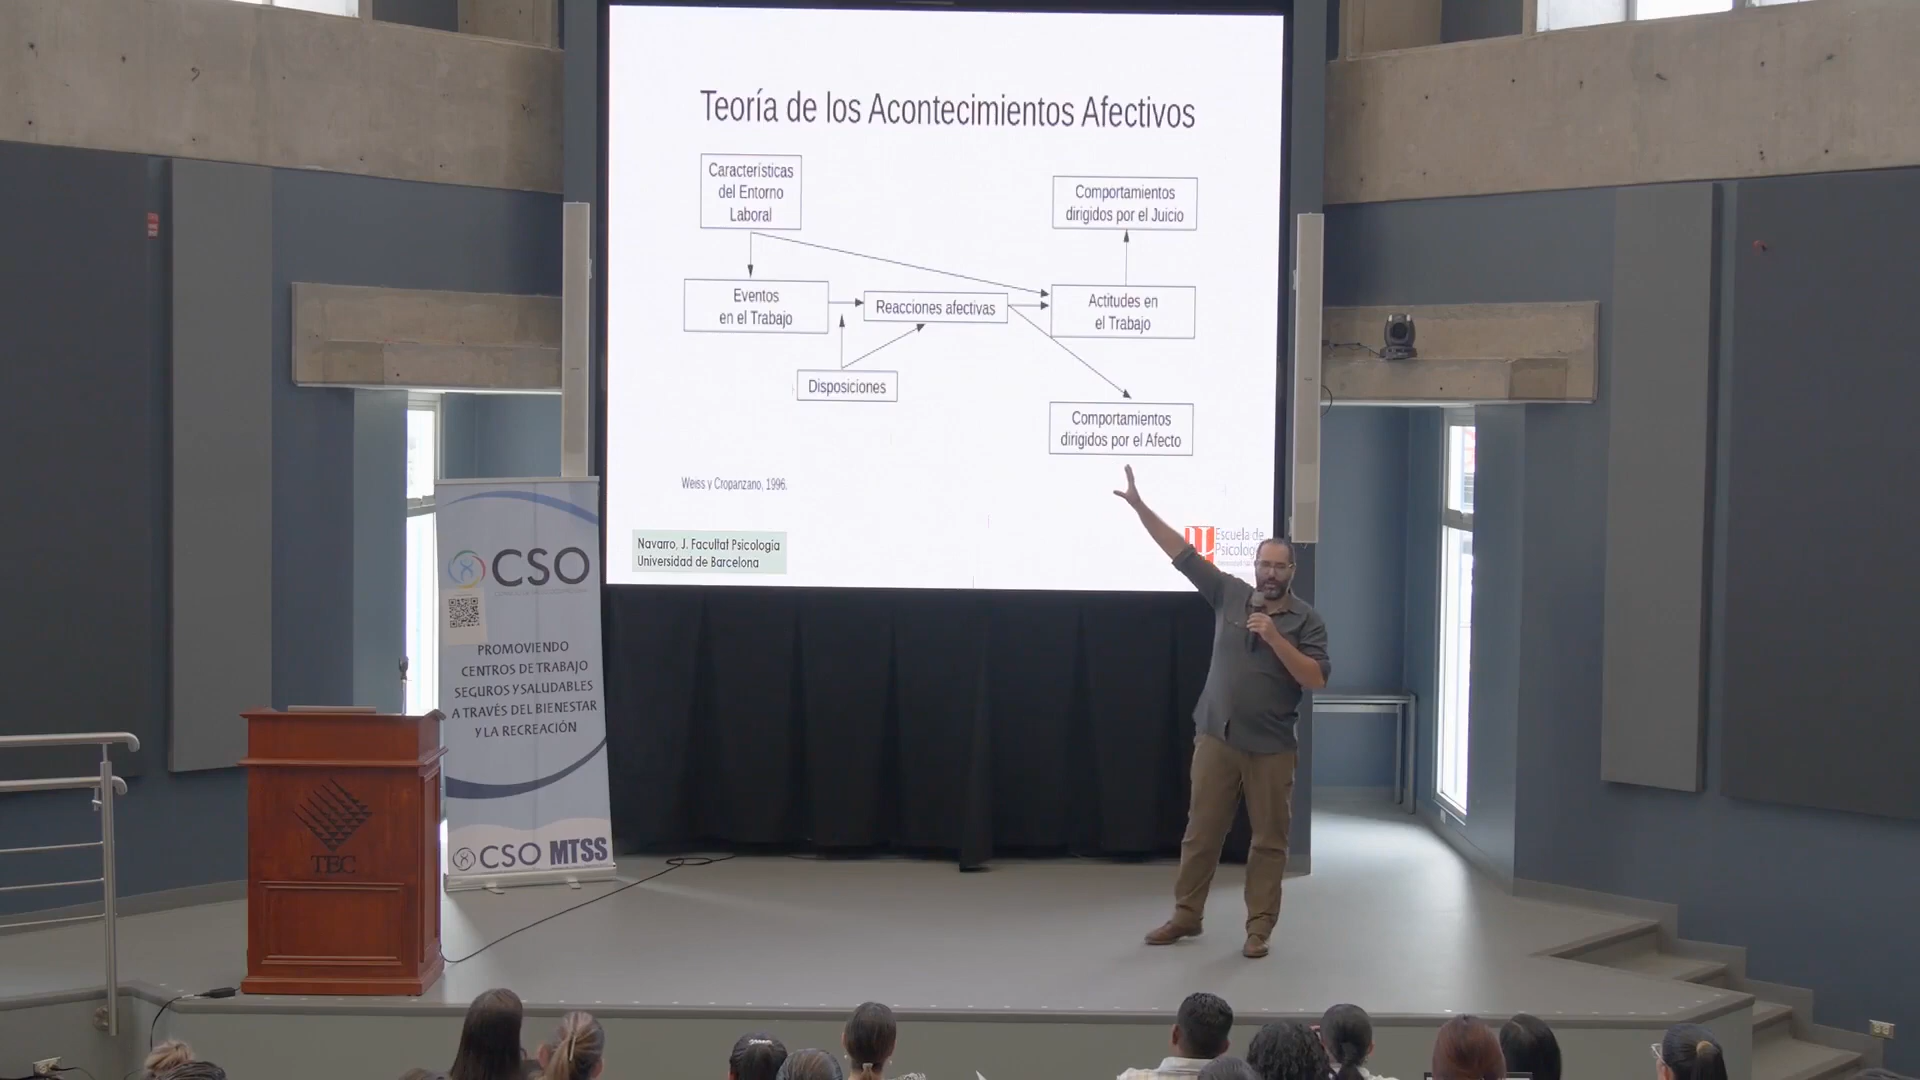 Teoría de los Acontecimientos Afectivos
Características
del Entorno
Laboral
Comportamientos
dirigidos por el Juicio
Eventos
en el Trabajo
Reacciones afectivas
Actitudes en
el Trabajo
Disposiciones
Comportamientos
dirigidos por el Afecto
Weiss y Cropanzano, 1996.
Navarro, J. Facultat Psicologia
Universidad de Barcelona
Escuela de
CSO
PROMOVIENDO
CENTROS DE TRABAJO
SEGUROS Y SALUDABLES
A TRAVÉS DEL BIENESTAR
Y LA RECREACIÓN
CSO MTSS
TEC